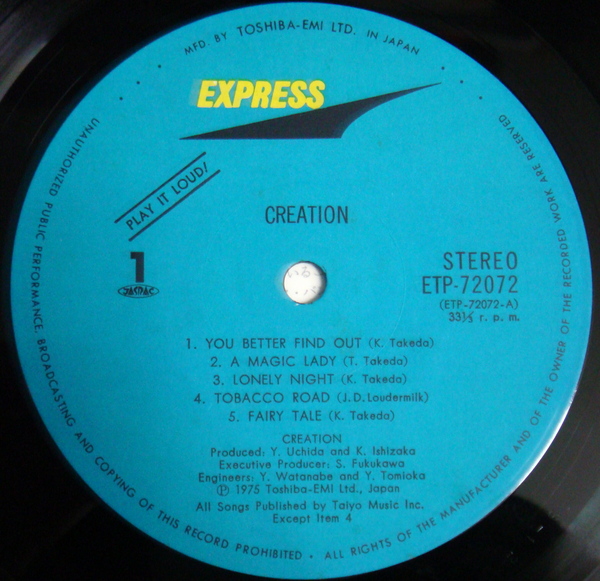 MFD. BY TOSHIBA-EMI LTD. IN JAPAN
EXPRESS
PLAY IT LOUD!
CREATION
1
JASRAC
STEREO
ETP-72072
(ETP-72072-A)
33⅓ r. p. m.
1. YOU BETTER FIND OUT (K. Takeda)
2. A MAGIC LADY (T. Takeda)
3. LONELY NIGHT (K. Takeda)
4. TOBACCO ROAD (J.D.Loudermilk)
5. FAIRY TALE (K. Takeda)
CREATION
Produced: Y. Uchida and K. Ishizaka
Executive Producer: S. Fukukawa
Engineers: Y. Watanabe and Y. Tomioka
Ⓟ 1975 Toshiba-EMI Ltd., Japan
All Songs Published by Taiyo Music Inc.
Except Item 4
UNAUTHORIZED PUBLIC PERFORMANCE, BROADCASTING AND COPYING OF THIS RECORD PROHIBITED • ALL RIGHTS OF THE MANUFACTURER AND OF THE OWNER OF THE RECORDED WORK ARE RESERVED